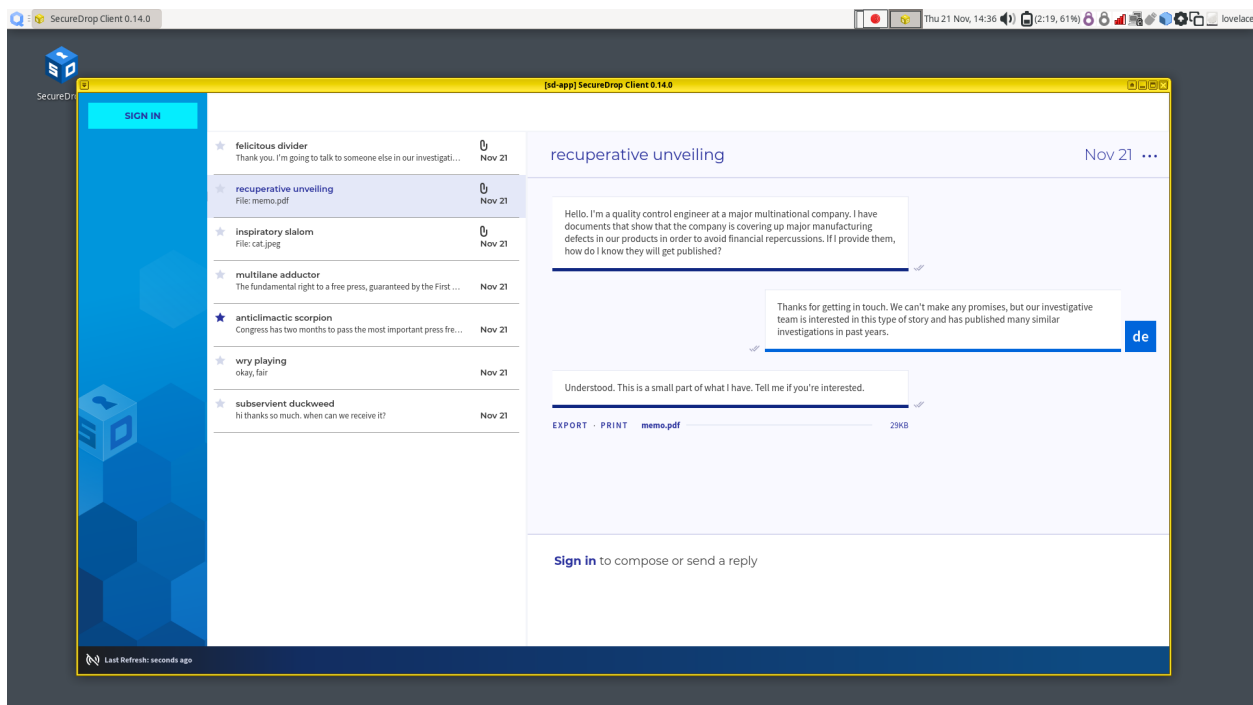 SecureDrop Client 0.14.0
Thu 21 Nov, 14:36
(2:19, 61%)
lovelace
SecureDr
[sd-app] SecureDrop Client 0.14.0
SIGN IN
felicitous divider
Thank you. I'm going to talk to someone else in our investigati...
Nov 21
recuperative unveiling
File: memo.pdf
Nov 21
inspiratory slalom
File: cat.jpeg
Nov 21
multilane adductor
The fundamental right to a free press, guaranteed by the First ...
Nov 21
anticlimactic scorpion
Congress has two months to pass the most important press fre...
Nov 21
wry playing
okay, fair
Nov 21
subservient duckweed
hi thanks so much. when can we receive it?
Nov 21
recuperative unveiling
Nov 21 ...
Hello. I'm a quality control engineer at a major multinational company. I have
documents that show that the company is covering up major manufacturing
defects in our products in order to avoid financial repercussions. If I provide them,
how do I know they will get published?
Thanks for getting in touch. We can't make any promises, but our investigative
team is interested in this type of story and has published many similar
investigations in past years.
de
Understood. This is a small part of what I have. Tell me if you're interested.
EXPORT · PRINT memo.pdf 29KB
Sign in to compose or send a reply
SD
SD
Last Refresh: seconds ago